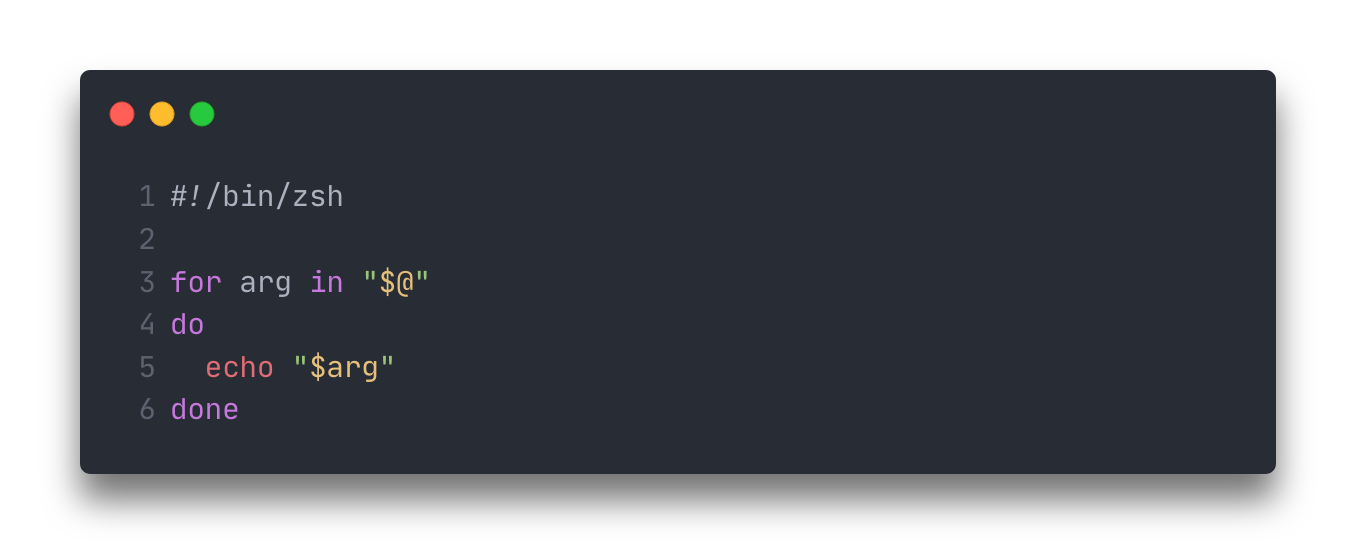 1 #!/bin/zsh
2
3 for arg in "$@"
4 do
5   echo "$arg"
6 done